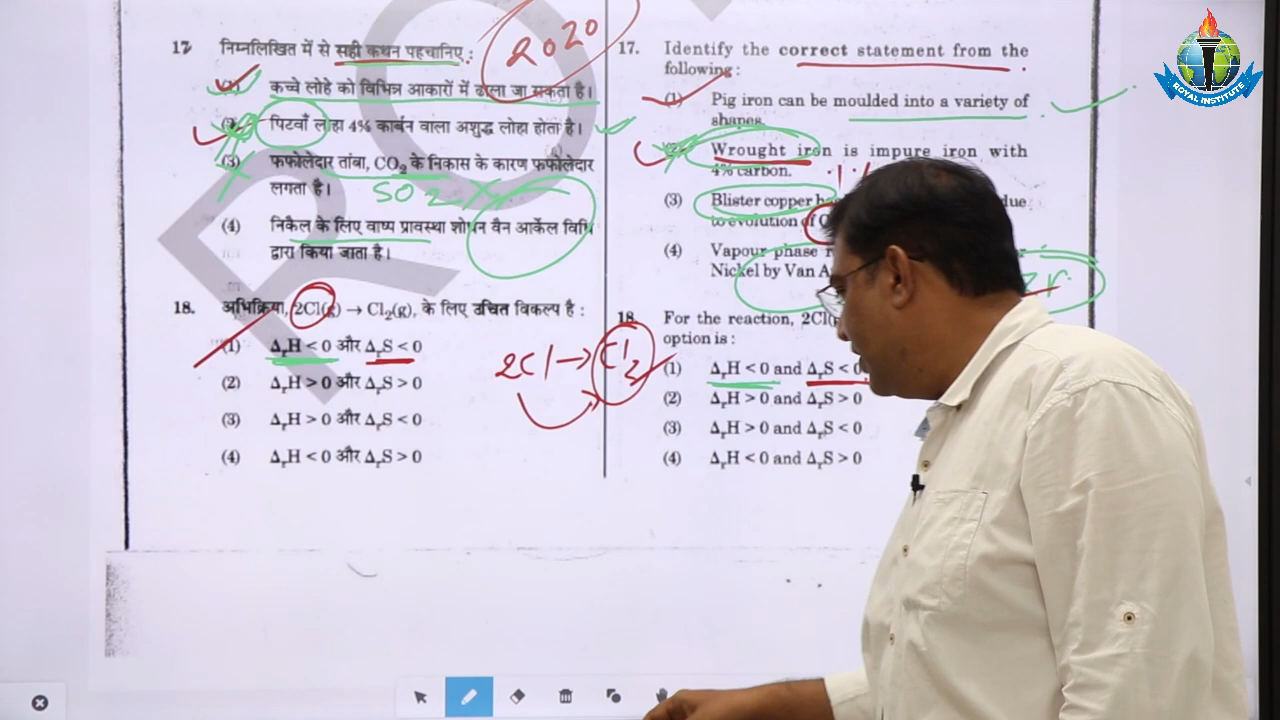 17. निम्नलिखित में से सही कथन पहचानिए :
2020
कच्चे लोहे को विभिन्न आकारों में ढाला जा सकता है।
पिटवाँ लोहा 4% कार्बन वाला अशुद्ध लोहा होता है।
(3) फफोलेदार तांबा, CO₂ के निकास के कारण फफोलेदार
लगता है।
SO2
(4) निकैल के लिए वाष्प प्रावस्था शोधन वैन आर्केल विधि
द्वारा किया जाता है।
18. अभिक्रिया, 2Cl(g) → Cl₂(g), के लिए उचित विकल्प है :
(1) ΔᵣH < 0 और ΔᵣS < 0
(2) ΔᵣH > 0 और ΔᵣS > 0
(3) ΔᵣH > 0 और ΔᵣS < 0
(4) ΔᵣH < 0 और ΔᵣS > 0
2Cl → Cl2
17. Identify the correct statement from the
following :
(1) Pig iron can be moulded into a variety of
shapes.
Wrought iron is impure iron with
4% carbon.
(3) Blister copper due
to evolution of
(4) Vapour phase
Nickel by Van
Zr
18. For the reaction, 2Cl(
option is :
(1) ΔᵣH < 0 and ΔᵣS < 0
(2) ΔᵣH > 0 and ΔᵣS > 0
(3) ΔᵣH > 0 and ΔᵣS < 0
(4) ΔᵣH < 0 and ΔᵣS > 0
ROYAL INSTITUTE